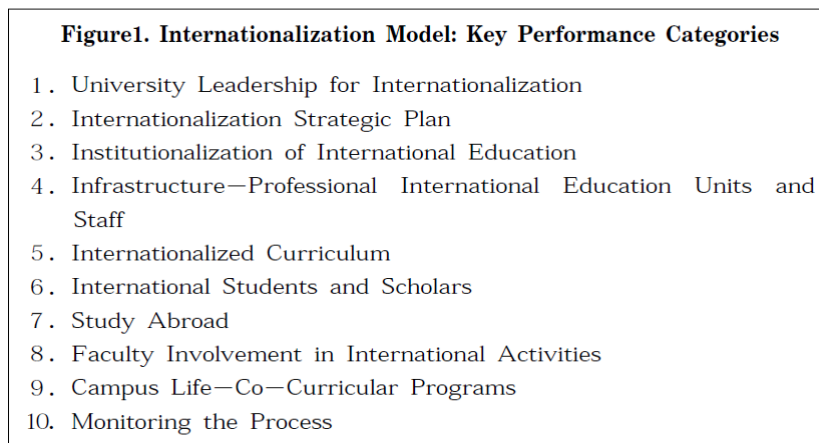 Figure1. Internationalization Model: Key Performance Categories
1. University Leadership for Internationalization
2. Internationalization Strategic Plan
3. Institutionalization of International Education
4. Infrastructure—Professional International Education Units and
Staff
5. Internationalized Curriculum
6. International Students and Scholars
7. Study Abroad
8. Faculty Involvement in International Activities
9. Campus Life—Co—Curricular Programs
10. Monitoring the Process